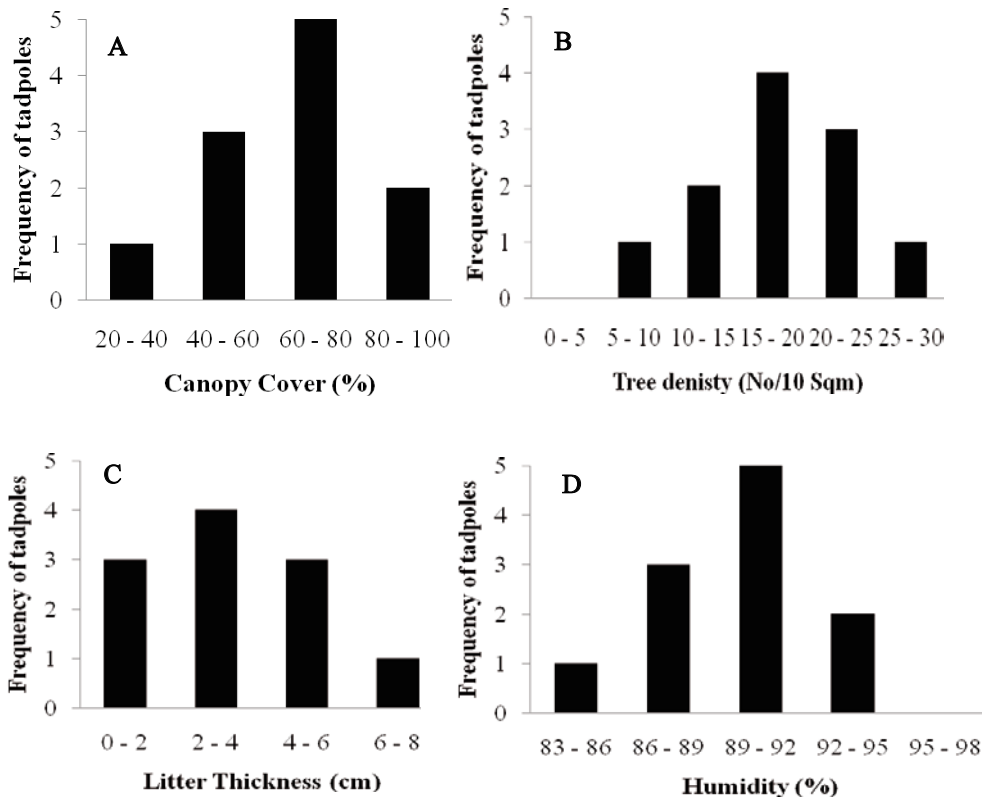 A
Frequency of tadpoles
5
4
3
2
1
0
20 - 40 40 - 60 60 - 80 80 - 100
Canopy Cover (%)
B
Frequency of tadpoles
5
4
3
2
1
0
0 - 5 5 - 10 10 - 15 15 - 20 20 - 25 25 - 30
Tree denisty (No/10 Sqm)
C
Frequency of tadpoles
5
4
3
2
1
0
0 - 2 2 - 4 4 - 6 6 - 8
Litter Thickness (cm)
D
Frequency of tadpoles
5
4
3
2
1
0
83 - 86 86 - 89 89 - 92 92 - 95 95 - 98
Humidity (%)